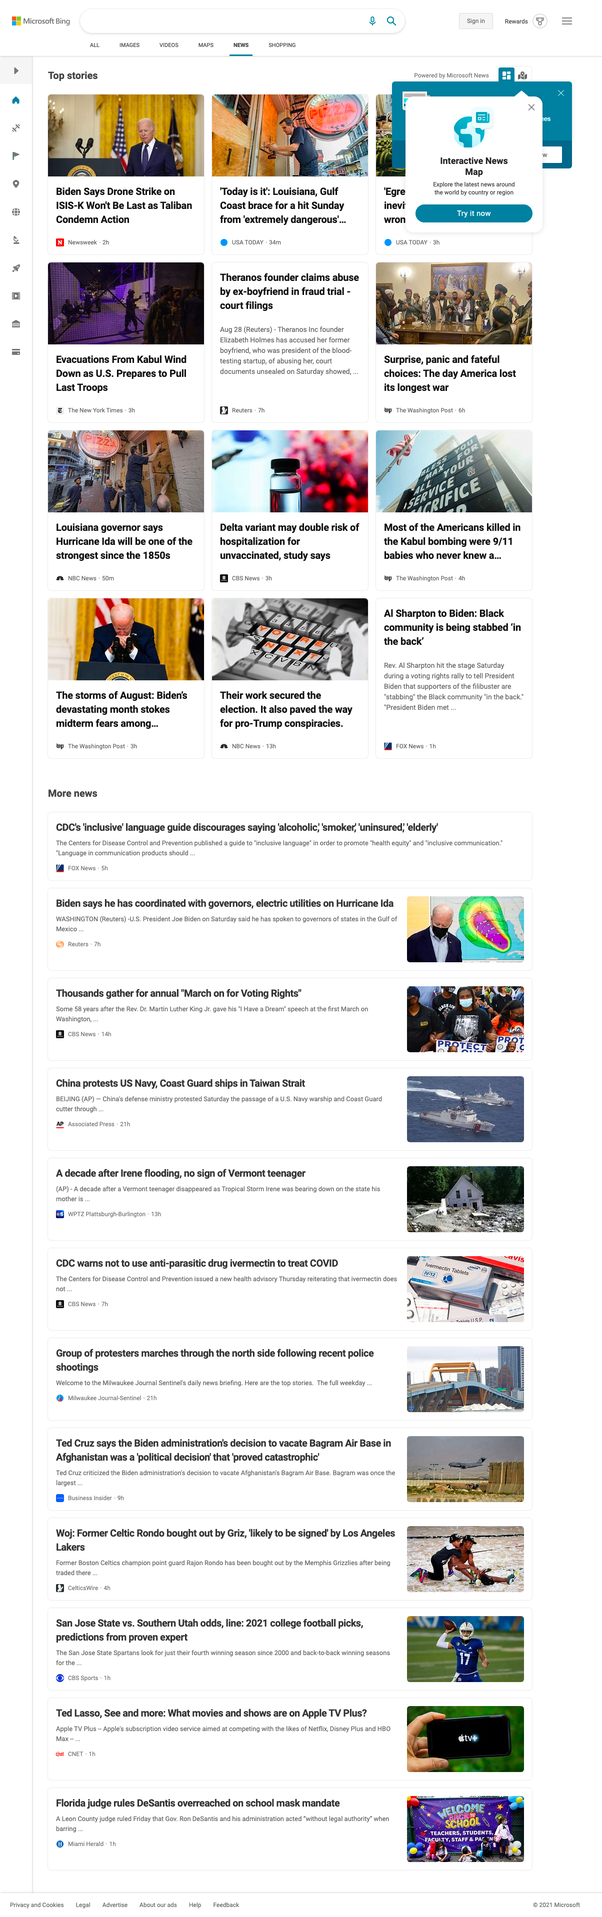 Microsoft Bing
Sign in
Rewards
ALL
IMAGES
VIDEOS
MAPS
NEWS
SHOPPING
Top stories
Powered by Microsoft News
Interactive News
Map
Explore the latest news around
the world by country or region
Try it now
Biden Says Drone Strike on
ISIS-K Won't Be Last as Taliban
Condemn Action
Newsweek · 2h
'Today is it': Louisiana, Gulf
Coast brace for a hit Sunday
from 'extremely dangerous'...
USA TODAY · 34m
'Egre
inevi
wron
USA TODAY · 3h
Evacuations From Kabul Wind
Down as U.S. Prepares to Pull
Last Troops
The New York Times · 3h
Theranos founder claims abuse
by ex-boyfriend in fraud trial -
court filings
Aug 28 (Reuters) - Theranos Inc founder
Elizabeth Holmes has accused her former
boyfriend, who was president of the blood-
testing startup, of abusing her, court
documents unsealed on Saturday showed, ...
Reuters · 7h
Surprise, panic and fateful
choices: The day America lost
its longest war
The Washington Post · 6h
Louisiana governor says
Hurricane Ida will be one of the
strongest since the 1850s
NBC News · 50m
Delta variant may double risk of
hospitalization for
unvaccinated, study says
CBS News · 3h
Most of the Americans killed in
the Kabul bombing were 9/11
babies who never knew a...
The Washington Post · 4h
The storms of August: Biden's
devastating month stokes
midterm fears among...
The Washington Post · 3h
Their work secured the
election. It also paved the way
for pro-Trump conspiracies.
NBC News · 13h
Al Sharpton to Biden: Black
community is being stabbed 'in
the back'
Rev. Al Sharpton hit the stage Saturday
during a voting rights rally to tell President
Biden that supporters of the filibuster are
"stabbing" the Black community "in the back."
"President Biden met ...
FOX News · 1h
More news
CDC's 'inclusive' language guide discourages saying 'alcoholic,' 'smoker,' 'uninsured,' 'elderly'
The Centers for Disease Control and Prevention published a guide to "inclusive language" in order to promote "health equity" and "inclusive communication."
"Language in communication products should ...
FOX News · 5h
Biden says he has coordinated with governors, electric utilities on Hurricane Ida
WASHINGTON (Reuters) -U.S. President Joe Biden on Saturday said he has spoken to governors of states in the Gulf of
Mexico ...
Reuters · 7h
Thousands gather for annual "March on for Voting Rights"
Some 58 years after the Rev. Dr. Martin Luther King Jr. gave his "I Have a Dream" speech at the first March on
Washington, ...
CBS News · 14h
China protests US Navy, Coast Guard ships in Taiwan Strait
BEIJING (AP) — China's defense ministry protested Saturday the passage of a U.S. Navy warship and Coast Guard
cutter through ...
Associated Press · 21h
A decade after Irene flooding, no sign of Vermont teenager
(AP) - A decade after a Vermont teenager disappeared as Tropical Storm Irene was bearing down on the state his
mother is ...
WPTZ Plattsburgh-Burlington · 13h
CDC warns not to use anti-parasitic drug ivermectin to treat COVID
The Centers for Disease Control and Prevention issued a new health advisory Thursday reiterating that ivermectin does
not ...
CBS News · 7h
Group of protesters marches through the north side following recent police
shootings
Welcome to the Milwaukee Journal Sentinel's daily news briefing. Here are the top stories. The full weekday ...
Milwaukee Journal-Sentinel · 21h
Ted Cruz says the Biden administration's decision to vacate Bagram Air Base in
Afghanistan was a 'political decision' that 'proved catastrophic'
Ted Cruz criticized the Biden administration's decision to vacate Afghanistan's Bagram Air Base. Bagram was once the
largest ...
Business Insider · 9h
Woj: Former Celtic Rondo bought out by Griz, 'likely to be signed' by Los Angeles
Lakers
Former Boston Celtics champion point guard Rajon Rondo has been bought out by the Memphis Grizzlies after being
traded there ...
CelticsWire · 4h
San Jose State vs. Southern Utah odds, line: 2021 college football picks,
predictions from proven expert
The San Jose State Spartans look for just their fourth winning season since 2000 and back-to-back winning seasons
for the ...
CBS Sports · 1h
Ted Lasso, See and more: What movies and shows are on Apple TV Plus?
Apple TV Plus -- Apple's subscription video service aimed at competing with the likes of Netflix, Disney Plus and HBO
Max -- ...
CNET · 1h
Florida judge rules DeSantis overreached on school mask mandate
A Leon County judge ruled Friday that Gov. Ron DeSantis and his administration acted "without legal authority" when
barring ...
Miami Herald · 1h
WELCOME
BACK TO
SCHOOL
TEACHERS, STUDENTS,
FACULTY, STAFF &
Privacy and Cookies
Legal
Advertise
About our ads
Help
Feedback
© 2021 Microsoft